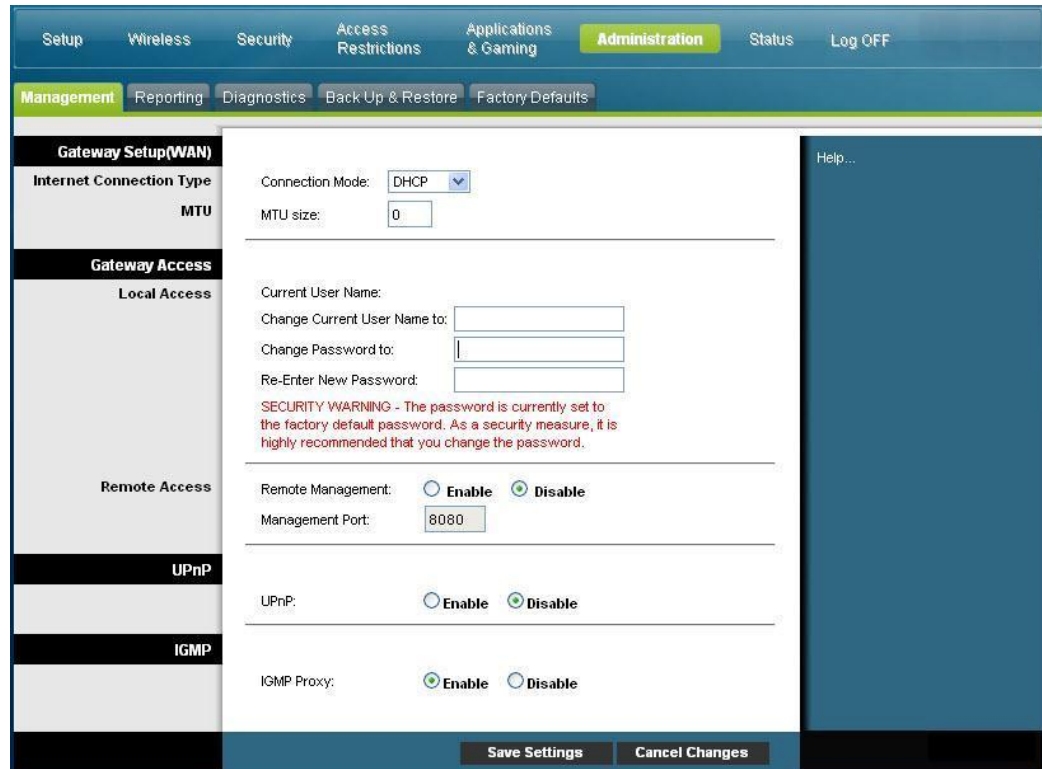 Setup Wireless Security Access Restrictions Applications & Gaming Administration Status Log OFF
Management Reporting Diagnostics Back Up & Restore Factory Defaults
Gateway Setup(WAN)
Help...
Internet Connection Type Connection Mode: DHCP
MTU MTU size: 0
Gateway Access
Local Access Current User Name:
Change Current User Name to:
Change Password to:
Re-Enter New Password:
SECURITY WARNING - The password is currently set to
the factory default password. As a security measure, it is
highly recommended that you change the password.
Remote Access Remote Management: Enable Disable
Management Port: 8080
UPnP
UPnP: Enable Disable
IGMP
IGMP Proxy: Enable Disable
Save Settings Cancel Changes